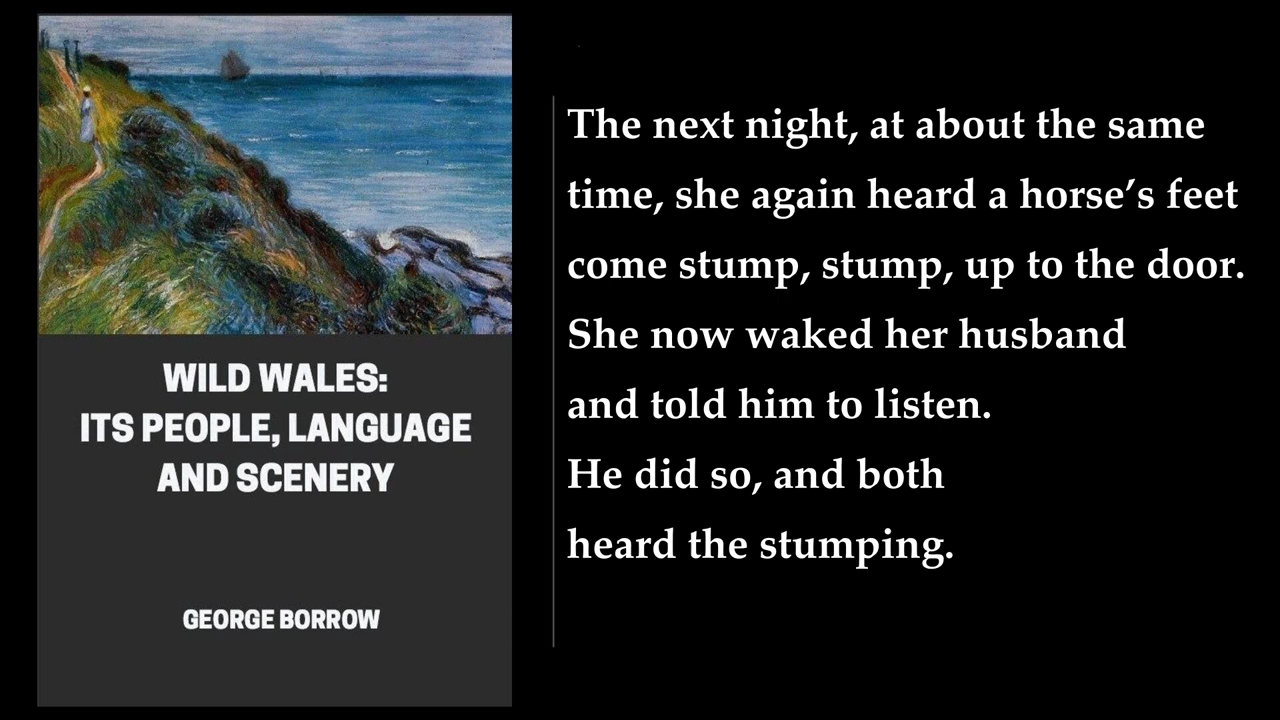 WILD WALES:
ITS PEOPLE, LANGUAGE
AND SCENERY
GEORGE BORROW
The next night, at about the same
time, she again heard a horse’s feet
come stump, stump, up to the door.
She now waked her husband
and told him to listen.
He did so, and both
heard the stumping.